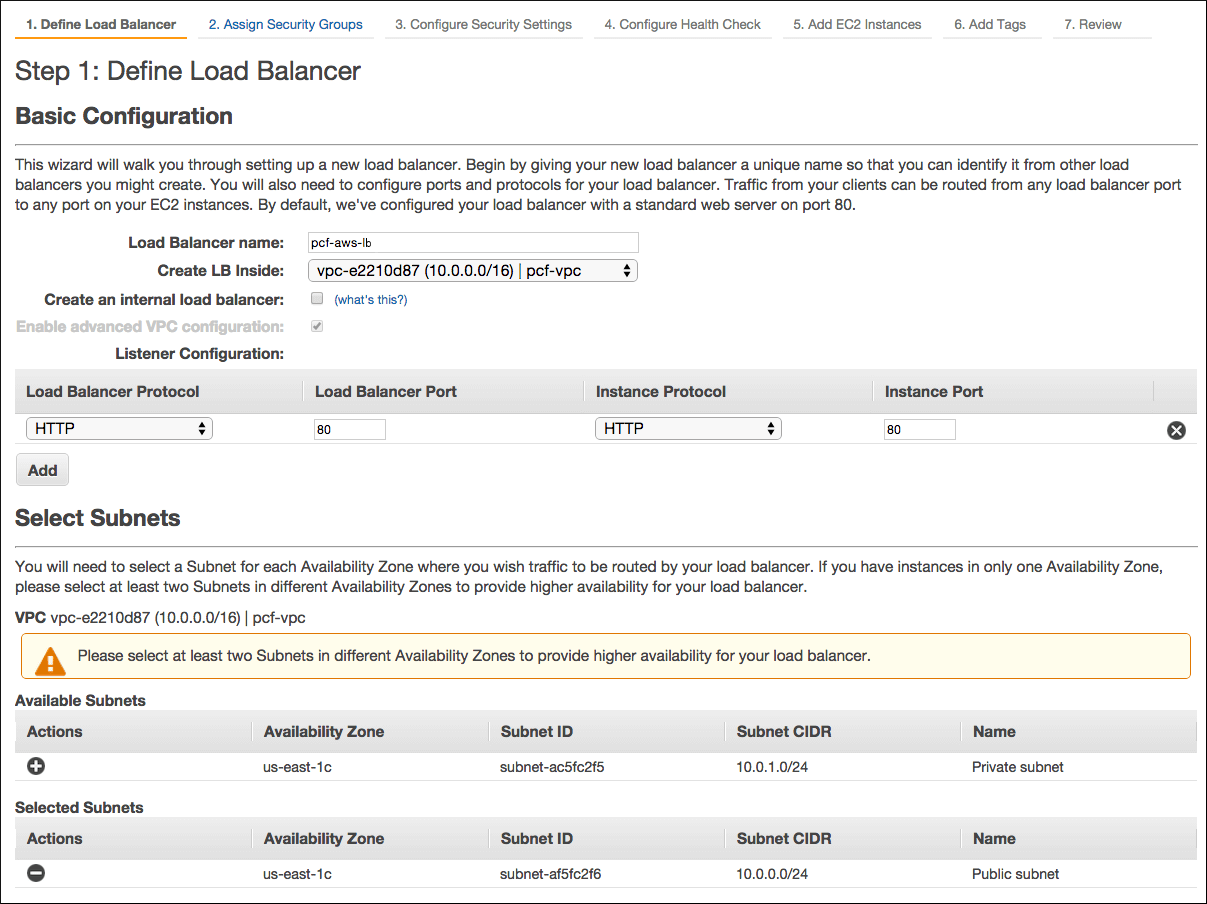 1. Define Load Balancer 2. Assign Security Groups 3. Configure Security Settings 4. Configure Health Check 5. Add EC2 Instances 6. Add Tags 7. Review
Step 1: Define Load Balancer
Basic Configuration
This wizard will walk you through setting up a new load balancer. Begin by giving your new load balancer a unique name so that you can identify it from other load
balancers you might create. You will also need to configure ports and protocols for your load balancer. Traffic from your clients can be routed from any load balancer port
to any port on your EC2 instances. By default, we've configured your load balancer with a standard web server on port 80.
Load Balancer name: pcf-aws-lb
Create LB Inside: vpc-e2210d87 (10.0.0.0/16) | pcf-vpc
Create an internal load balancer: (what's this?)
Enable advanced VPC configuration:
Listener Configuration:
Load Balancer Protocol Load Balancer Port Instance Protocol Instance Port
HTTP 80 HTTP 80
Add
Select Subnets
You will need to select a Subnet for each Availability Zone where you wish traffic to be routed by your load balancer. If you have instances in only one Availability Zone,
please select at least two Subnets in different Availability Zones to provide higher availability for your load balancer.
VPC vpc-e2210d87 (10.0.0.0/16) | pcf-vpc
Please select at least two Subnets in different Availability Zones to provide higher availability for your load balancer.
Available Subnets
Actions Availability Zone Subnet ID Subnet CIDR Name
us-east-1c subnet-ac5fc2f5 10.0.1.0/24 Private subnet
Selected Subnets
Actions Availability Zone Subnet ID Subnet CIDR Name
us-east-1c subnet-af5fc2f6 10.0.0.0/24 Public subnet